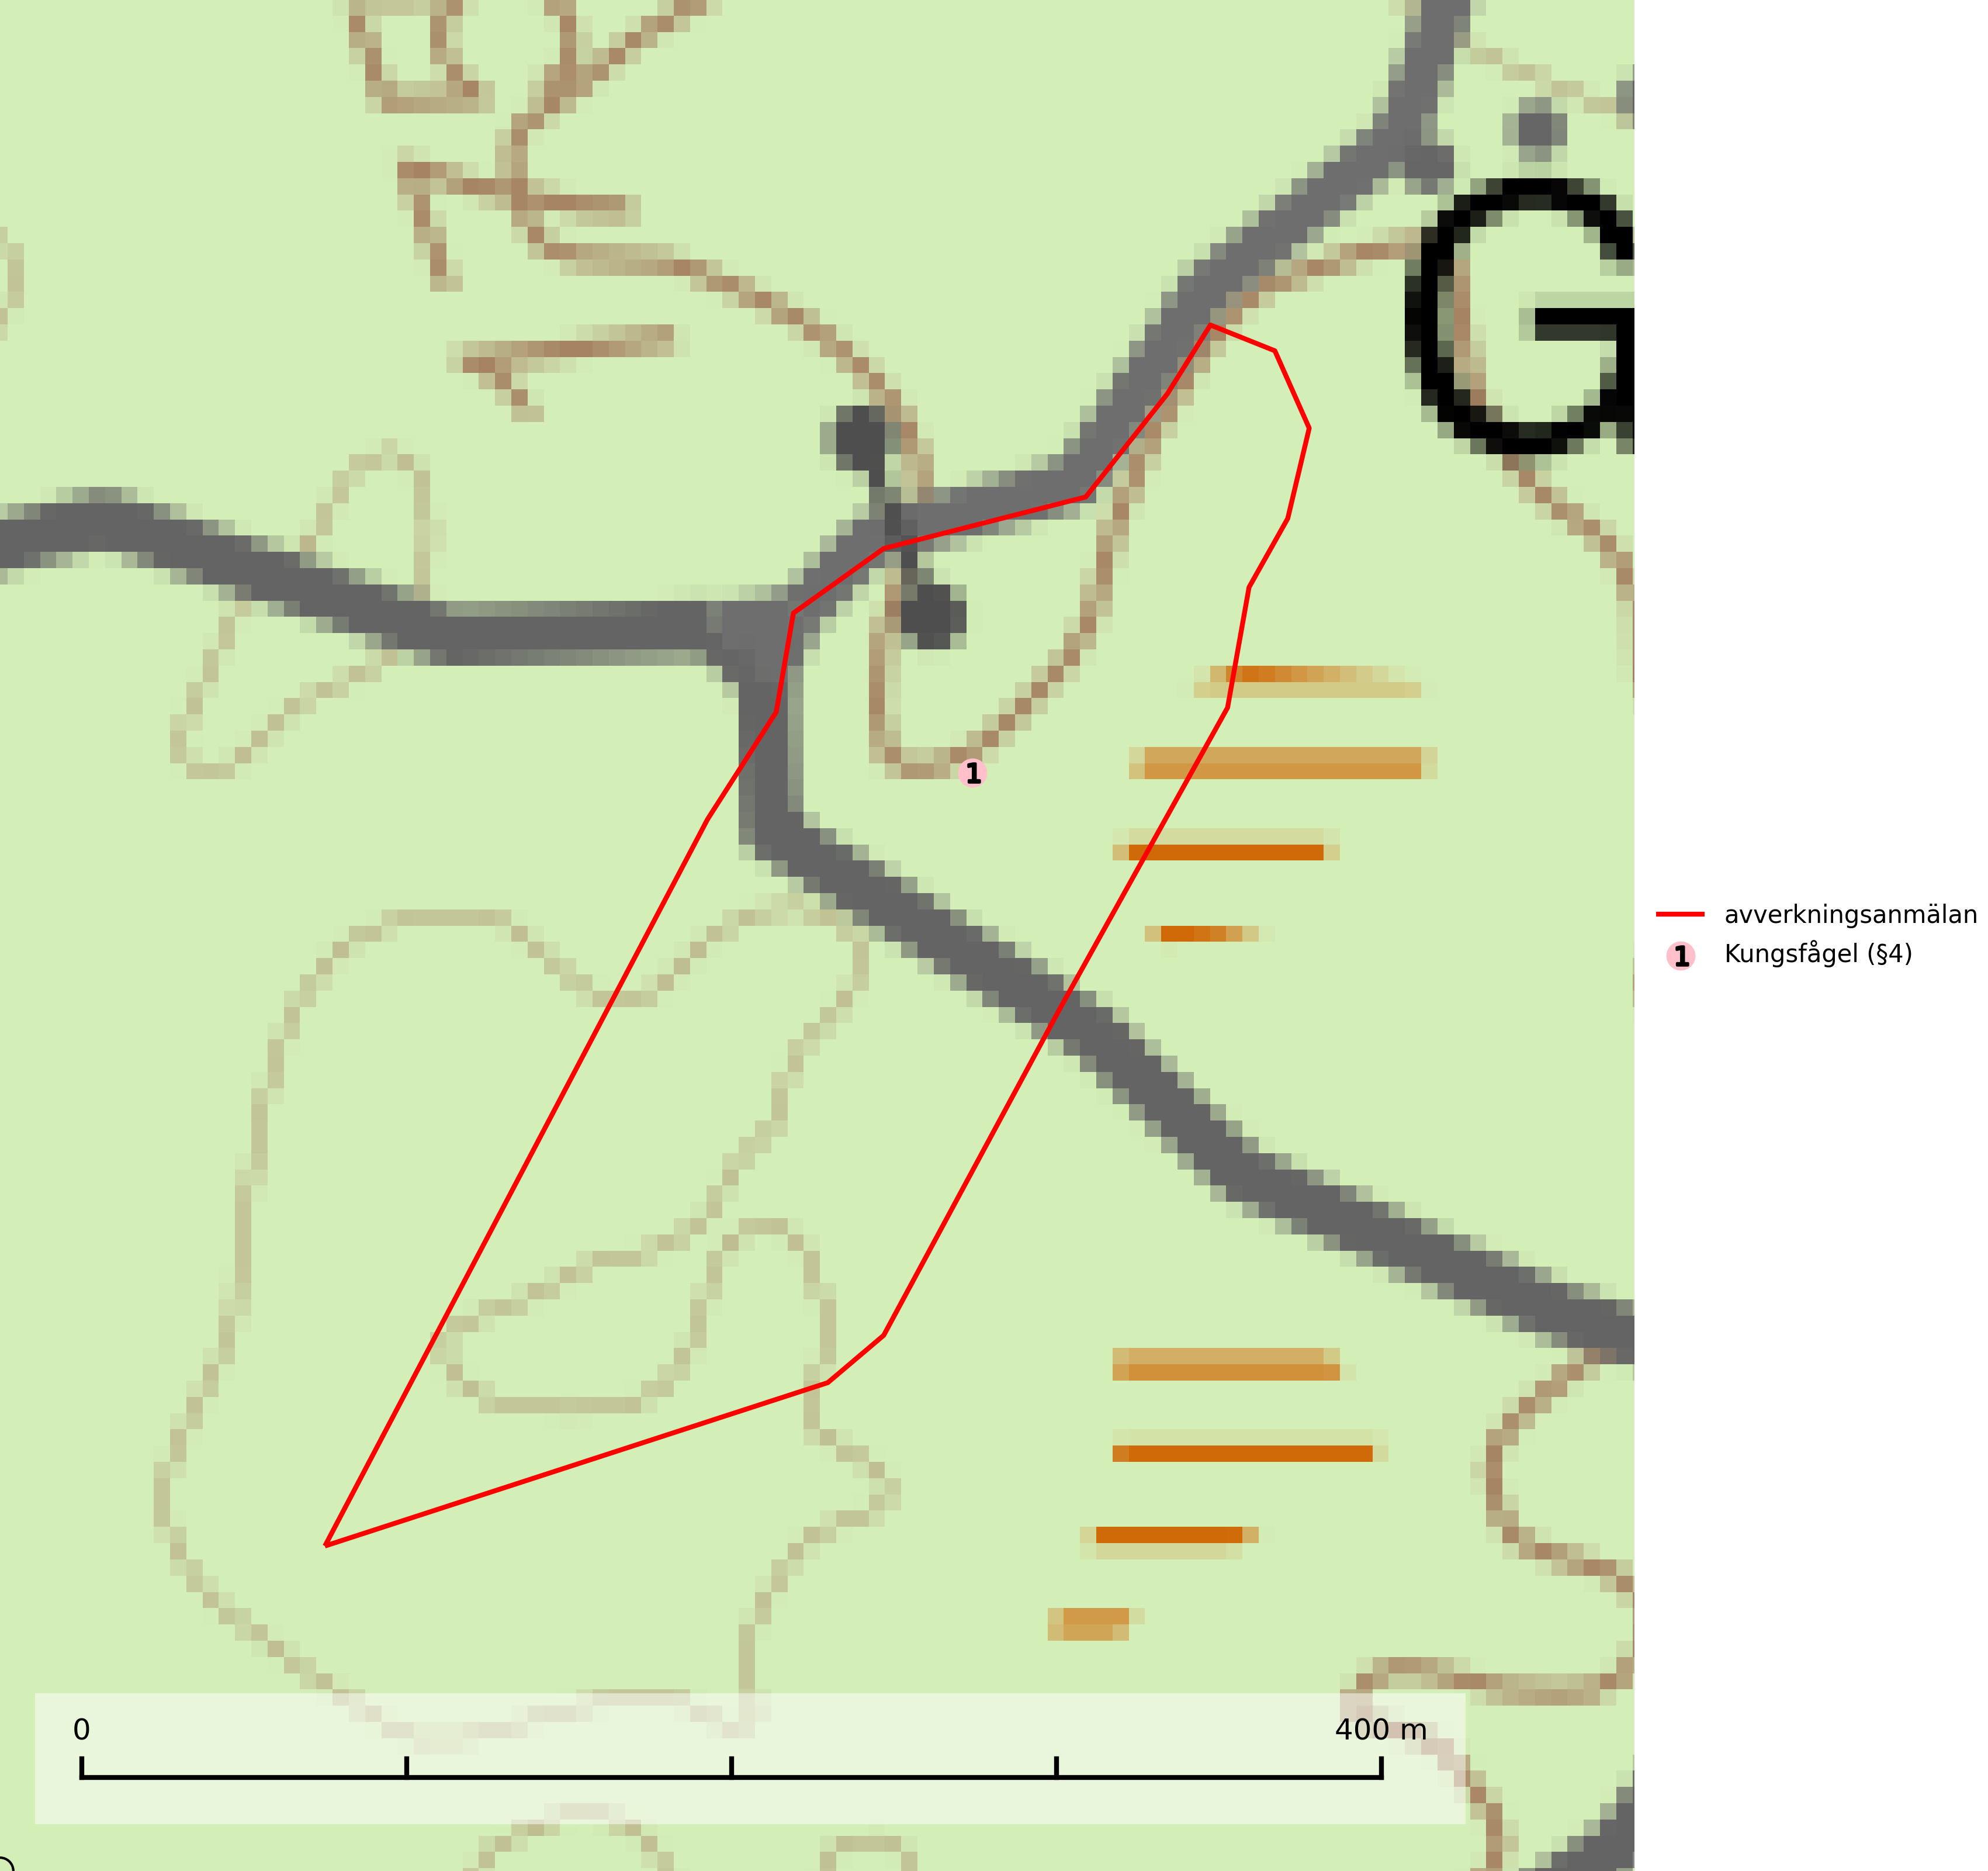 G
1
1 Kungsfågel (§4)
avverkningsanmälan
0 400 m